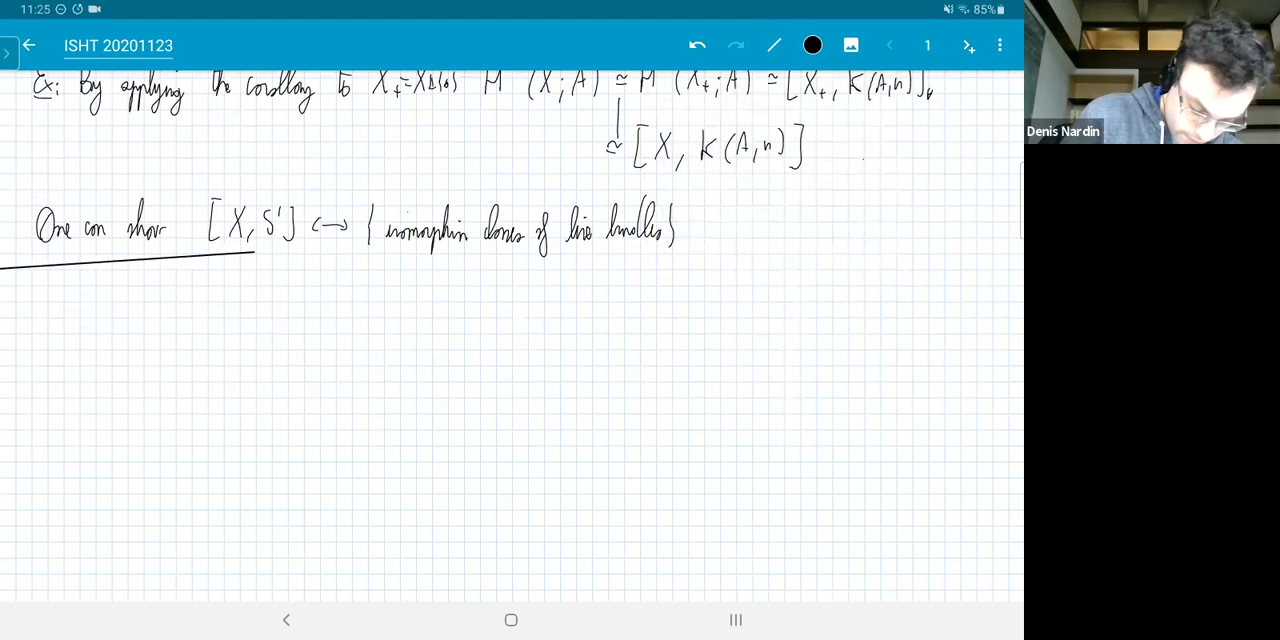 11:25
85%
ISHT 20201123
1
Denis Nardin
Ex: By applying the corollary to X₊ = X⊔{0} H (X; A) ≃ H (X₊; A) ≃ [X₊, K(A,n)]
≃ [X, K(A,n)]
One can show [X, S¹] ↔ { isomorphism classes of line bundles }